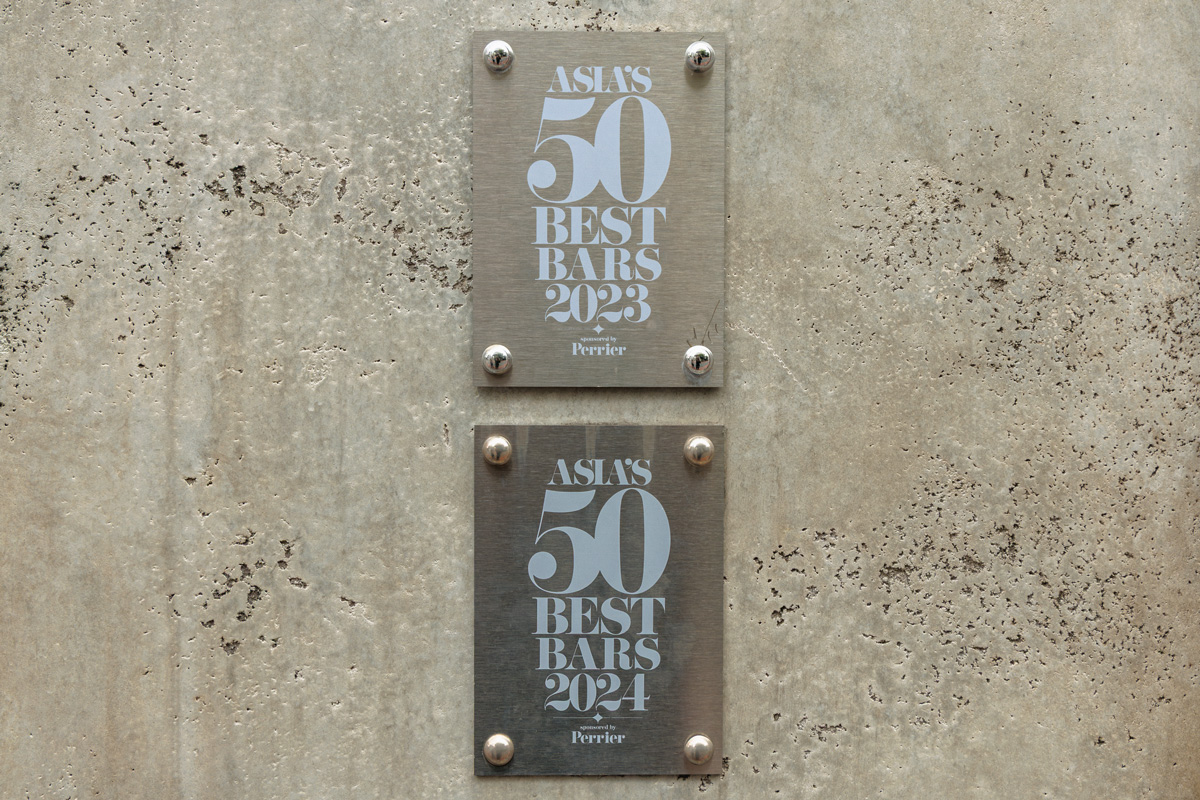 ASIA'S
50
BEST
BARS
2023
sponsored by
Perrier
ASIA'S
50
BEST
BARS
2024
sponsored by
Perrier